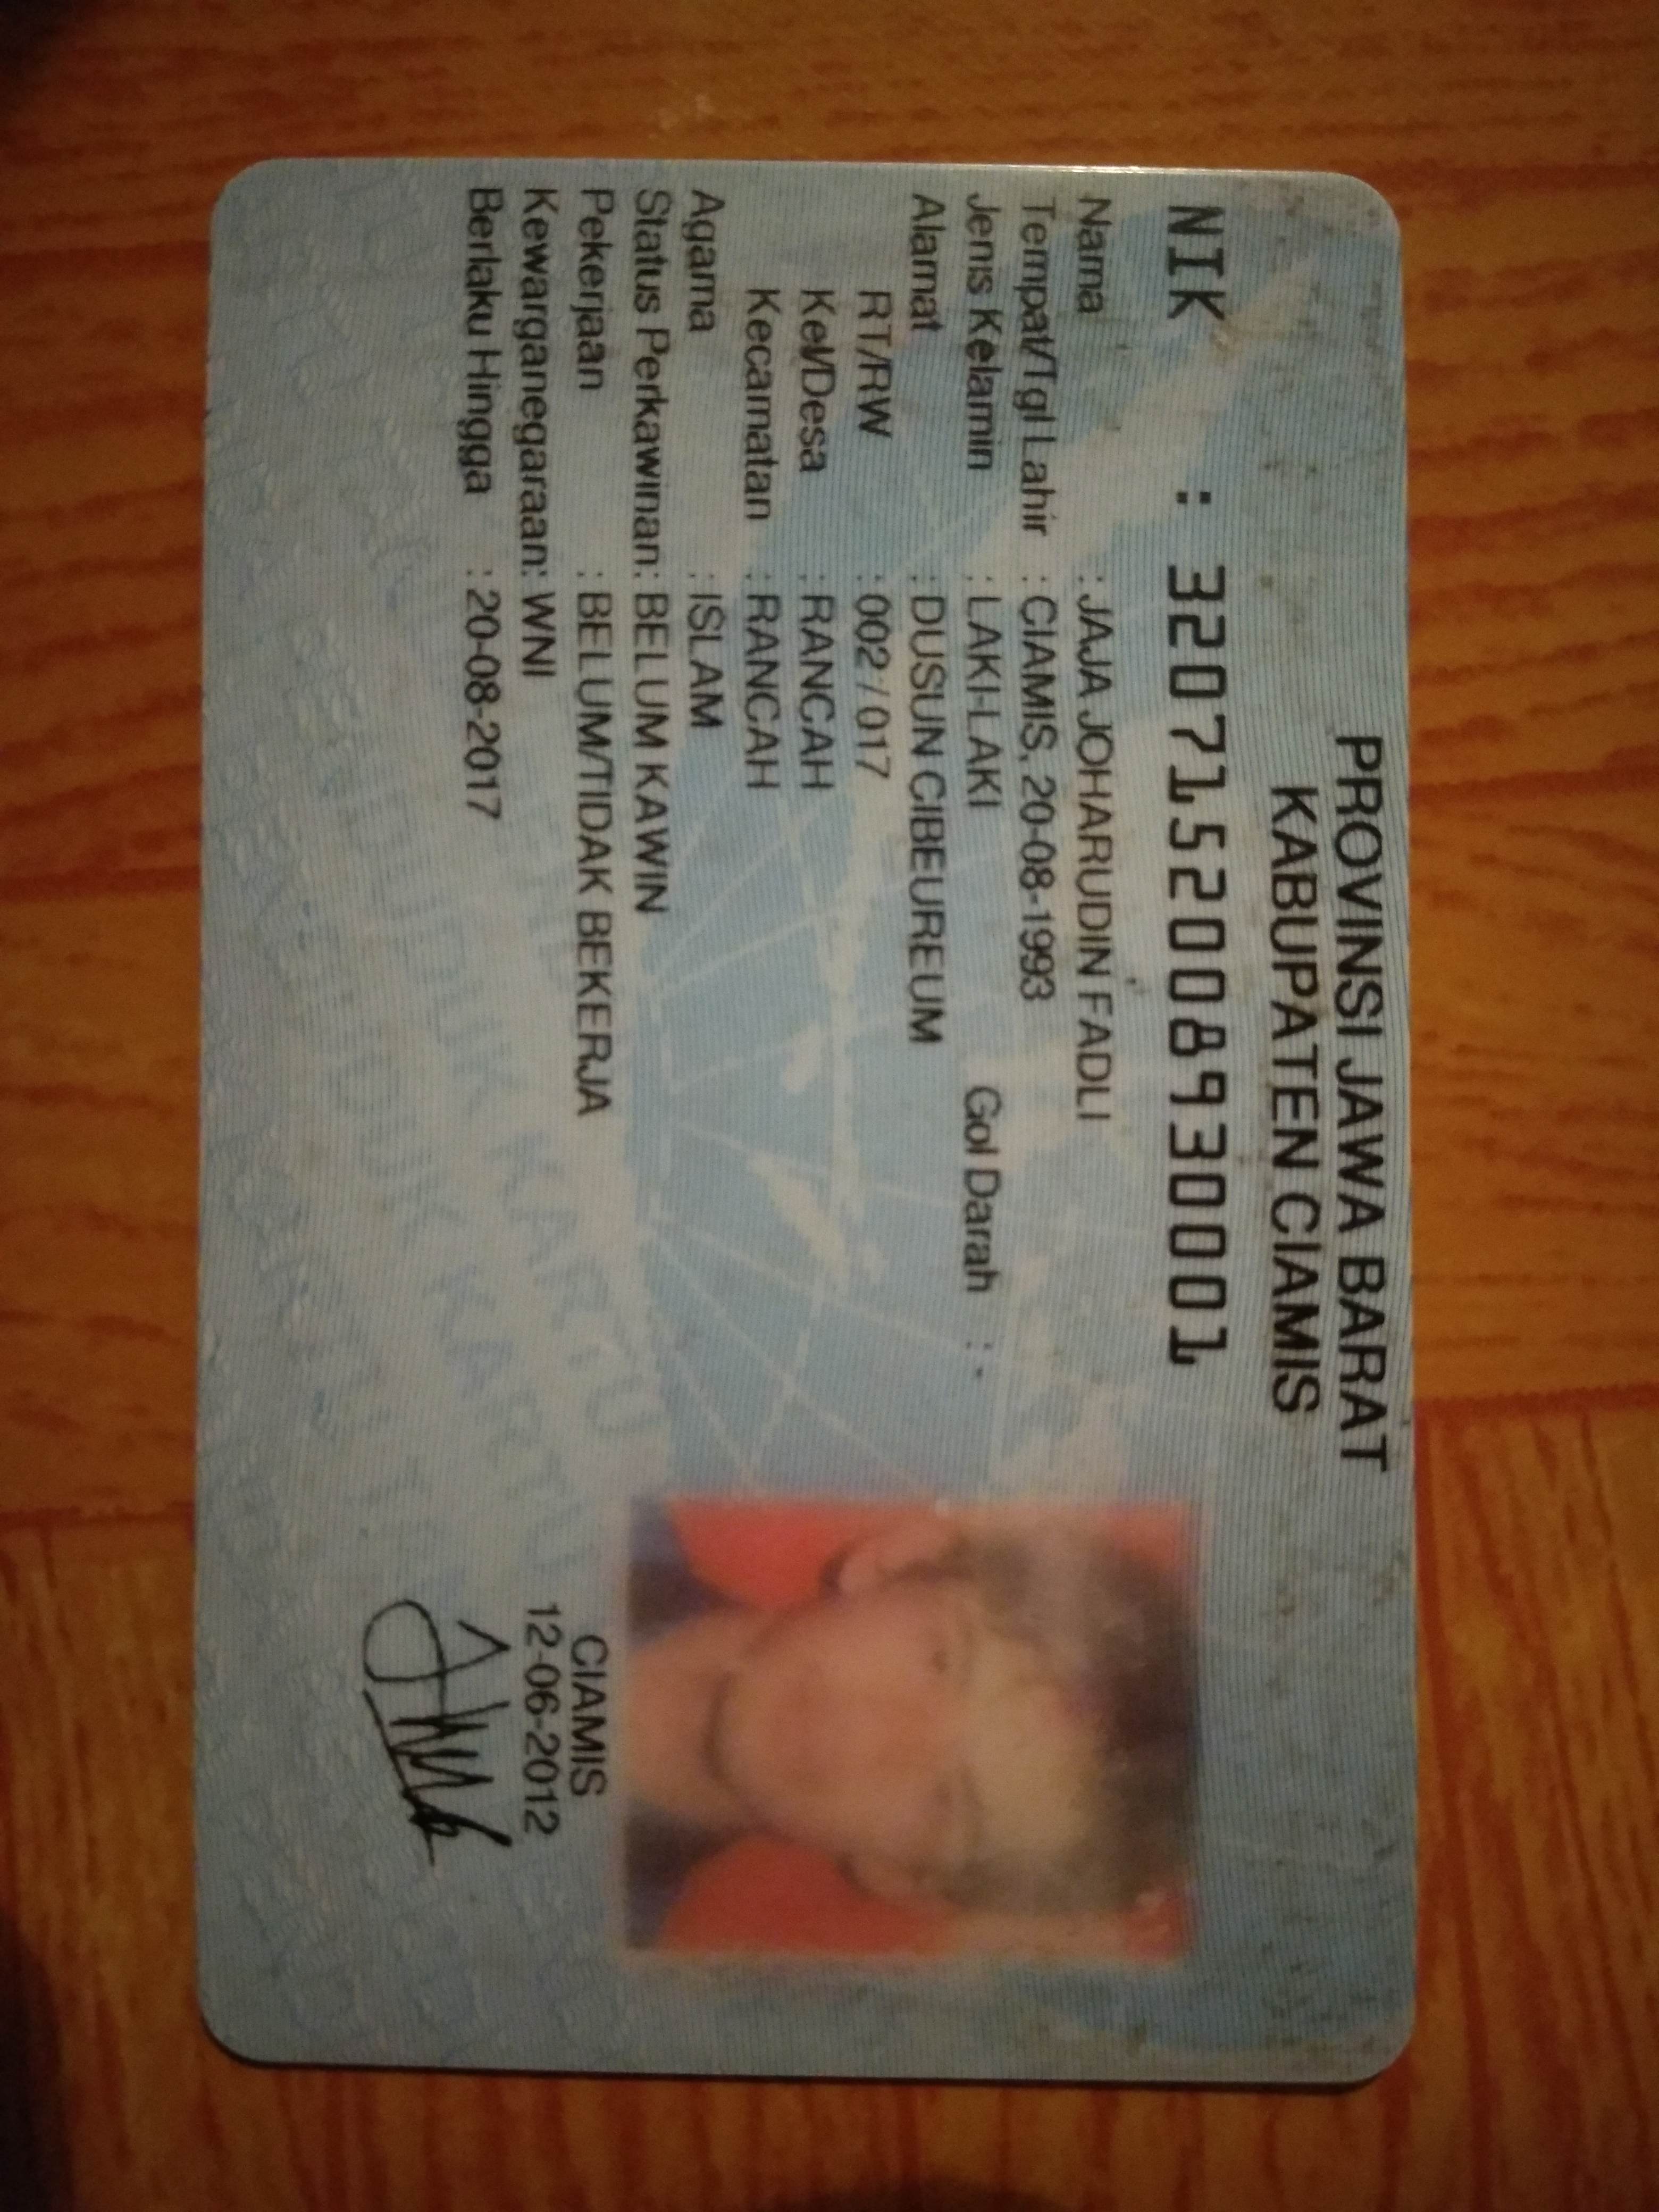 PROVINSI JAWA BARAT
KABUPATEN CIAMIS
NIK : 3207152008930001
Nama : JAJA JOHARUDIN FADLI
Tempat/Tgl Lahir : CIAMIS, 20-08-1993
Jenis Kelamin : LAKI-LAKI Gol Darah : -
Alamat : DUSUN CIBEUREUM
RT/RW : 002 / 017
Kel/Desa : RANCAH
Kecamatan : RANCAH
Agama : ISLAM
Status Perkawinan: BELUM KAWIN
Pekerjaan : BELUM/TIDAK BEKERJA
Kewarganegaraan: WNI
Berlaku Hingga : 20-08-2017
CIAMIS
12-06-2012